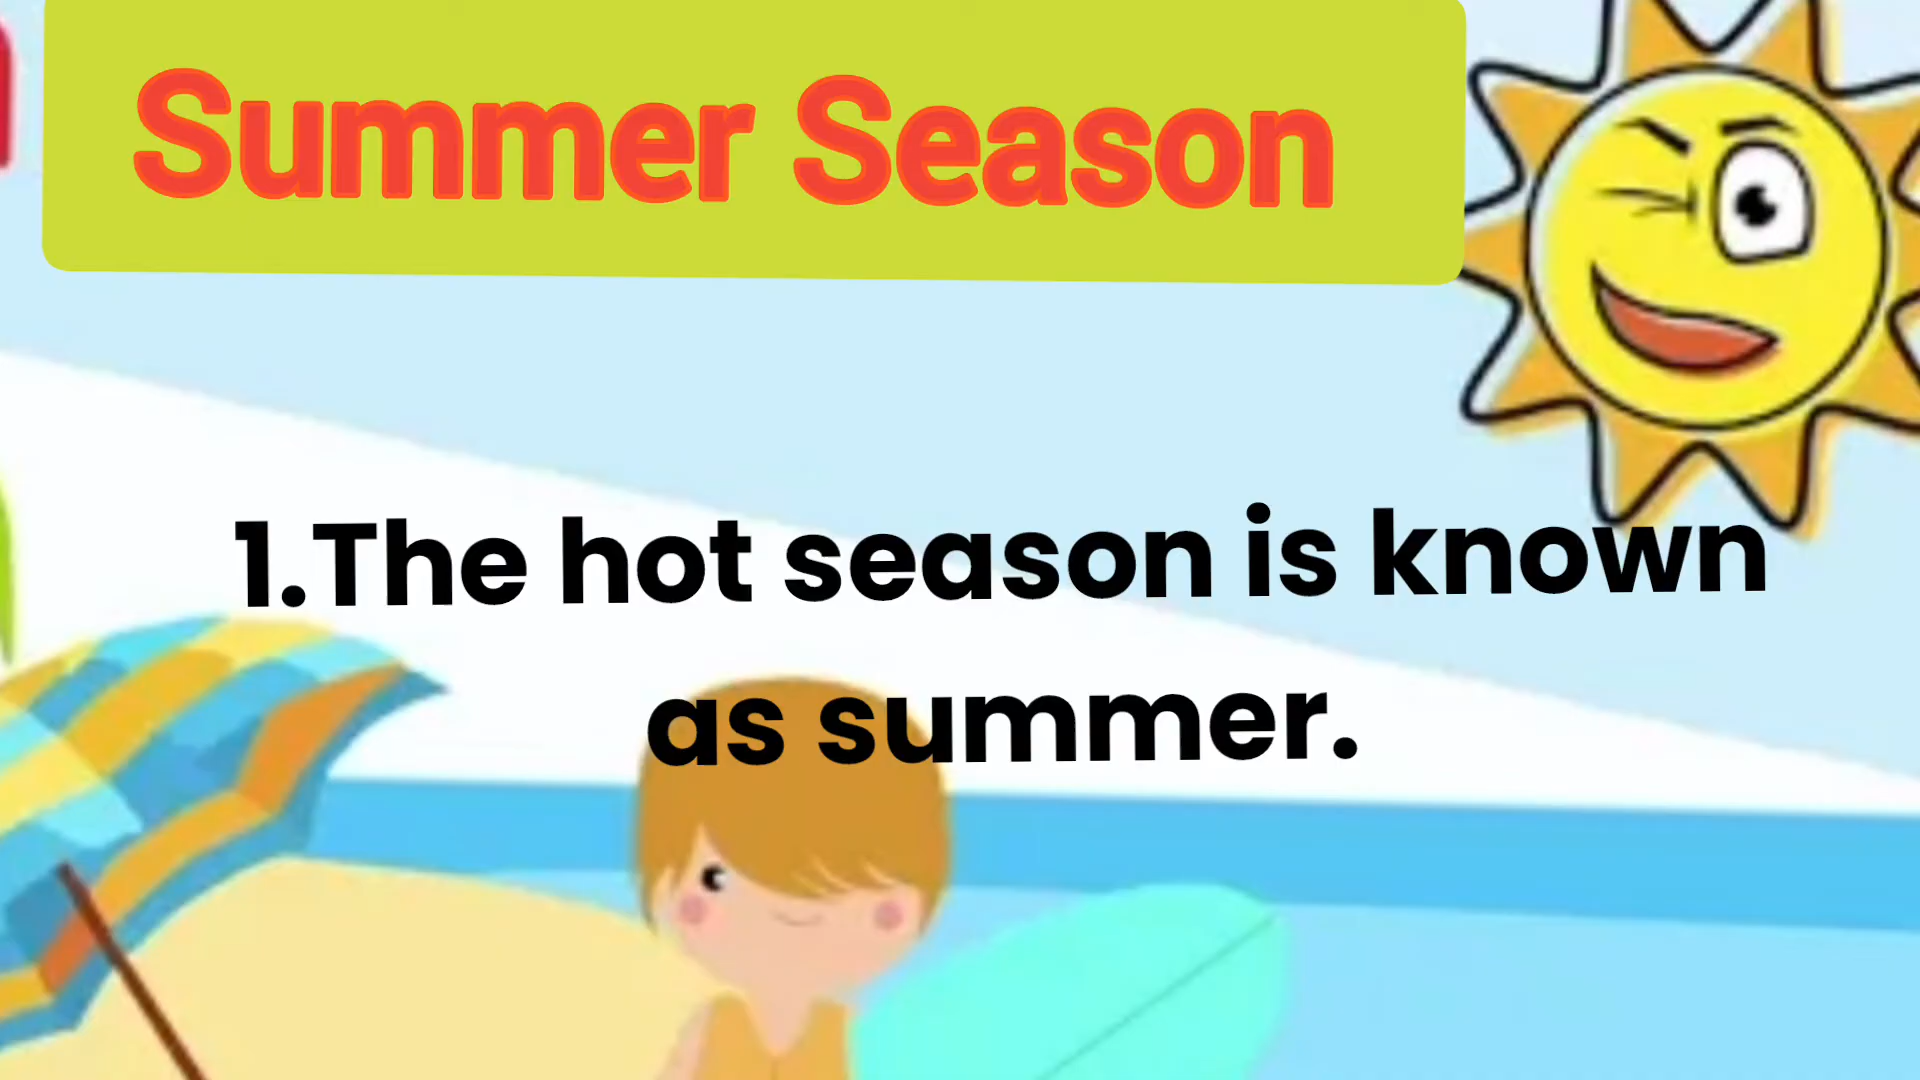 Summer Season
1.The hot season is known
as summer.